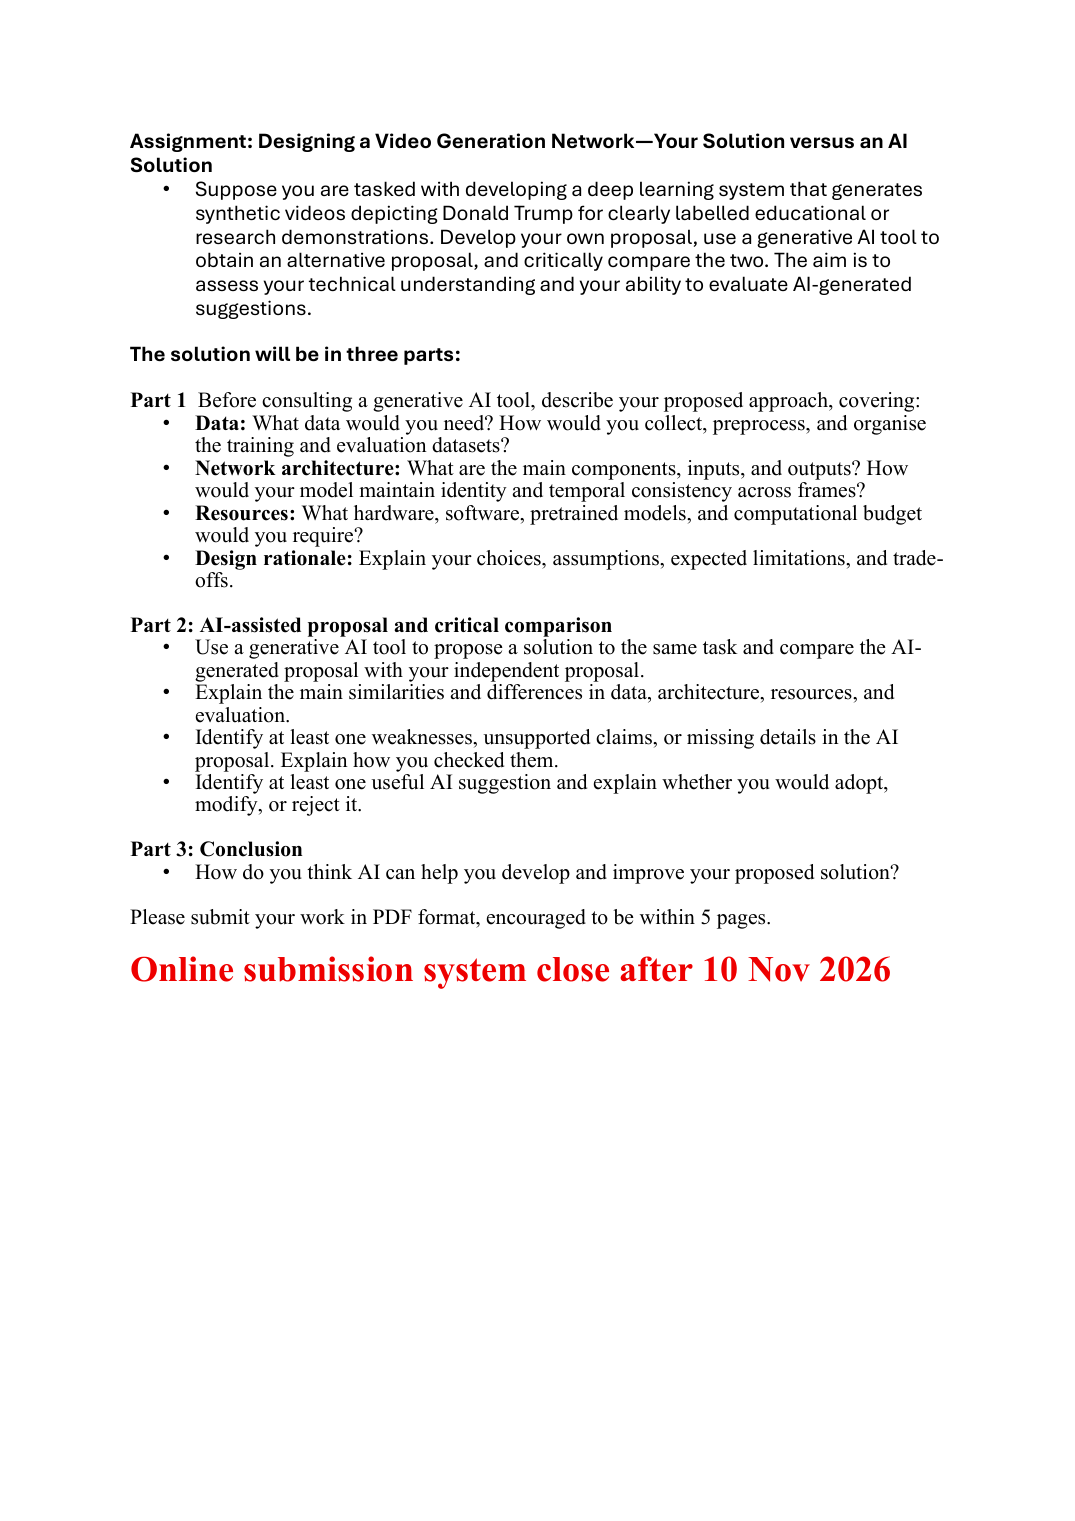 Assignment: Designing a Video Generation Network—Your Solution versus an AI
Solution
• Suppose you are tasked with developing a deep learning system that generates
synthetic videos depicting Donald Trump for clearly labelled educational or
research demonstrations. Develop your own proposal, use a generative AI tool to
obtain an alternative proposal, and critically compare the two. The aim is to
assess your technical understanding and your ability to evaluate AI-generated
suggestions.
The solution will be in three parts:
Part 1 Before consulting a generative AI tool, describe your proposed approach, covering:
• Data: What data would you need? How would you collect, preprocess, and organise
the training and evaluation datasets?
• Network architecture: What are the main components, inputs, and outputs? How
would your model maintain identity and temporal consistency across frames?
• Resources: What hardware, software, pretrained models, and computational budget
would you require?
• Design rationale: Explain your choices, assumptions, expected limitations, and trade-
offs.
Part 2: AI-assisted proposal and critical comparison
• Use a generative AI tool to propose a solution to the same task and compare the AI-
generated proposal with your independent proposal.
• Explain the main similarities and differences in data, architecture, resources, and
evaluation.
• Identify at least one weaknesses, unsupported claims, or missing details in the AI
proposal. Explain how you checked them.
• Identify at least one useful AI suggestion and explain whether you would adopt,
modify, or reject it.
Part 3: Conclusion
• How do you think AI can help you develop and improve your proposed solution?
Please submit your work in PDF format, encouraged to be within 5 pages.
Online submission system close after 10 Nov 2026